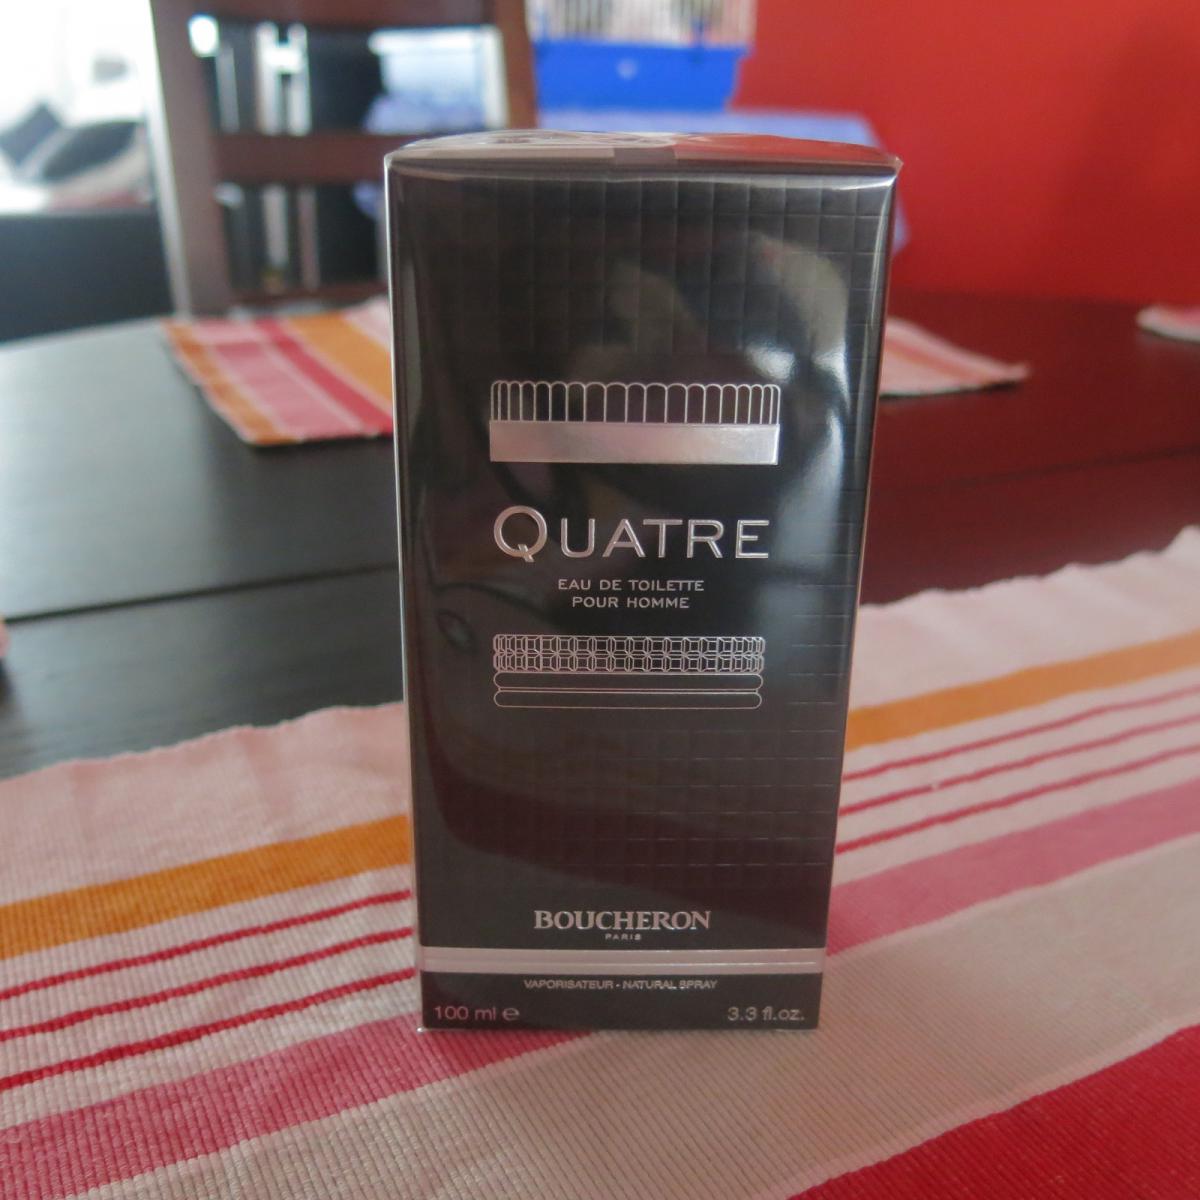 QUATRE
EAU DE TOILETTE
POUR HOMME
BOUCHERON
PARIS
VAPORISATEUR - NATURAL SPRAY
100 ml ℮ 3.3 fl.oz.